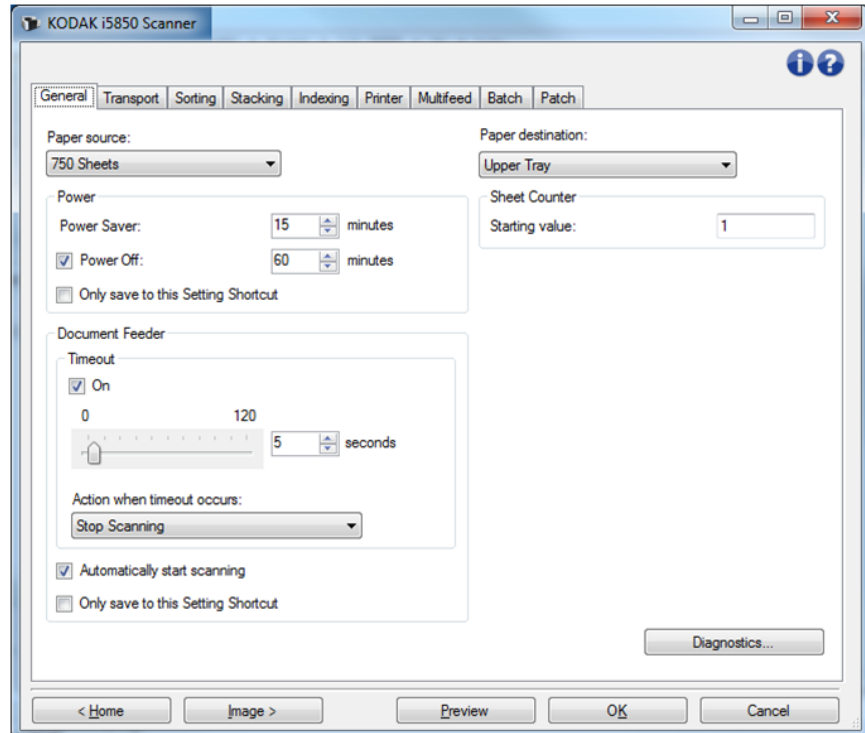 KODAK i5850 Scanner
General Transport Sorting Stacking Indexing Printer Multifeed Batch Patch
Paper source:
750 Sheets
Paper destination:
Upper Tray
Power
Power Saver: 15 minutes
Power Off: 60 minutes
Only save to this Setting Shortcut
Sheet Counter
Starting value: 1
Document Feeder
Timeout
On
0 120
5 seconds
Action when timeout occurs:
Stop Scanning
Automatically start scanning
Only save to this Setting Shortcut
Diagnostics...
< Home Image > Preview OK Cancel